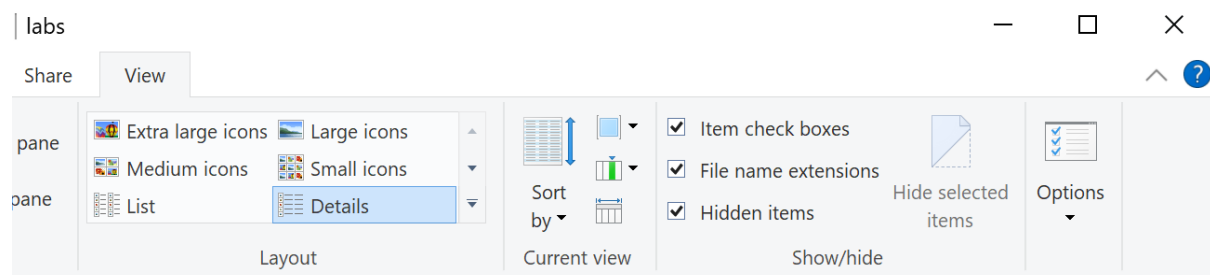 labs
Share
View
?
pane
pane
Extra large icons
Large icons
Medium icons
Small icons
List
Details
Layout
Sort
by
Current view
Item check boxes
File name extensions
Hidden items
Hide selected
items
Show/hide
Options